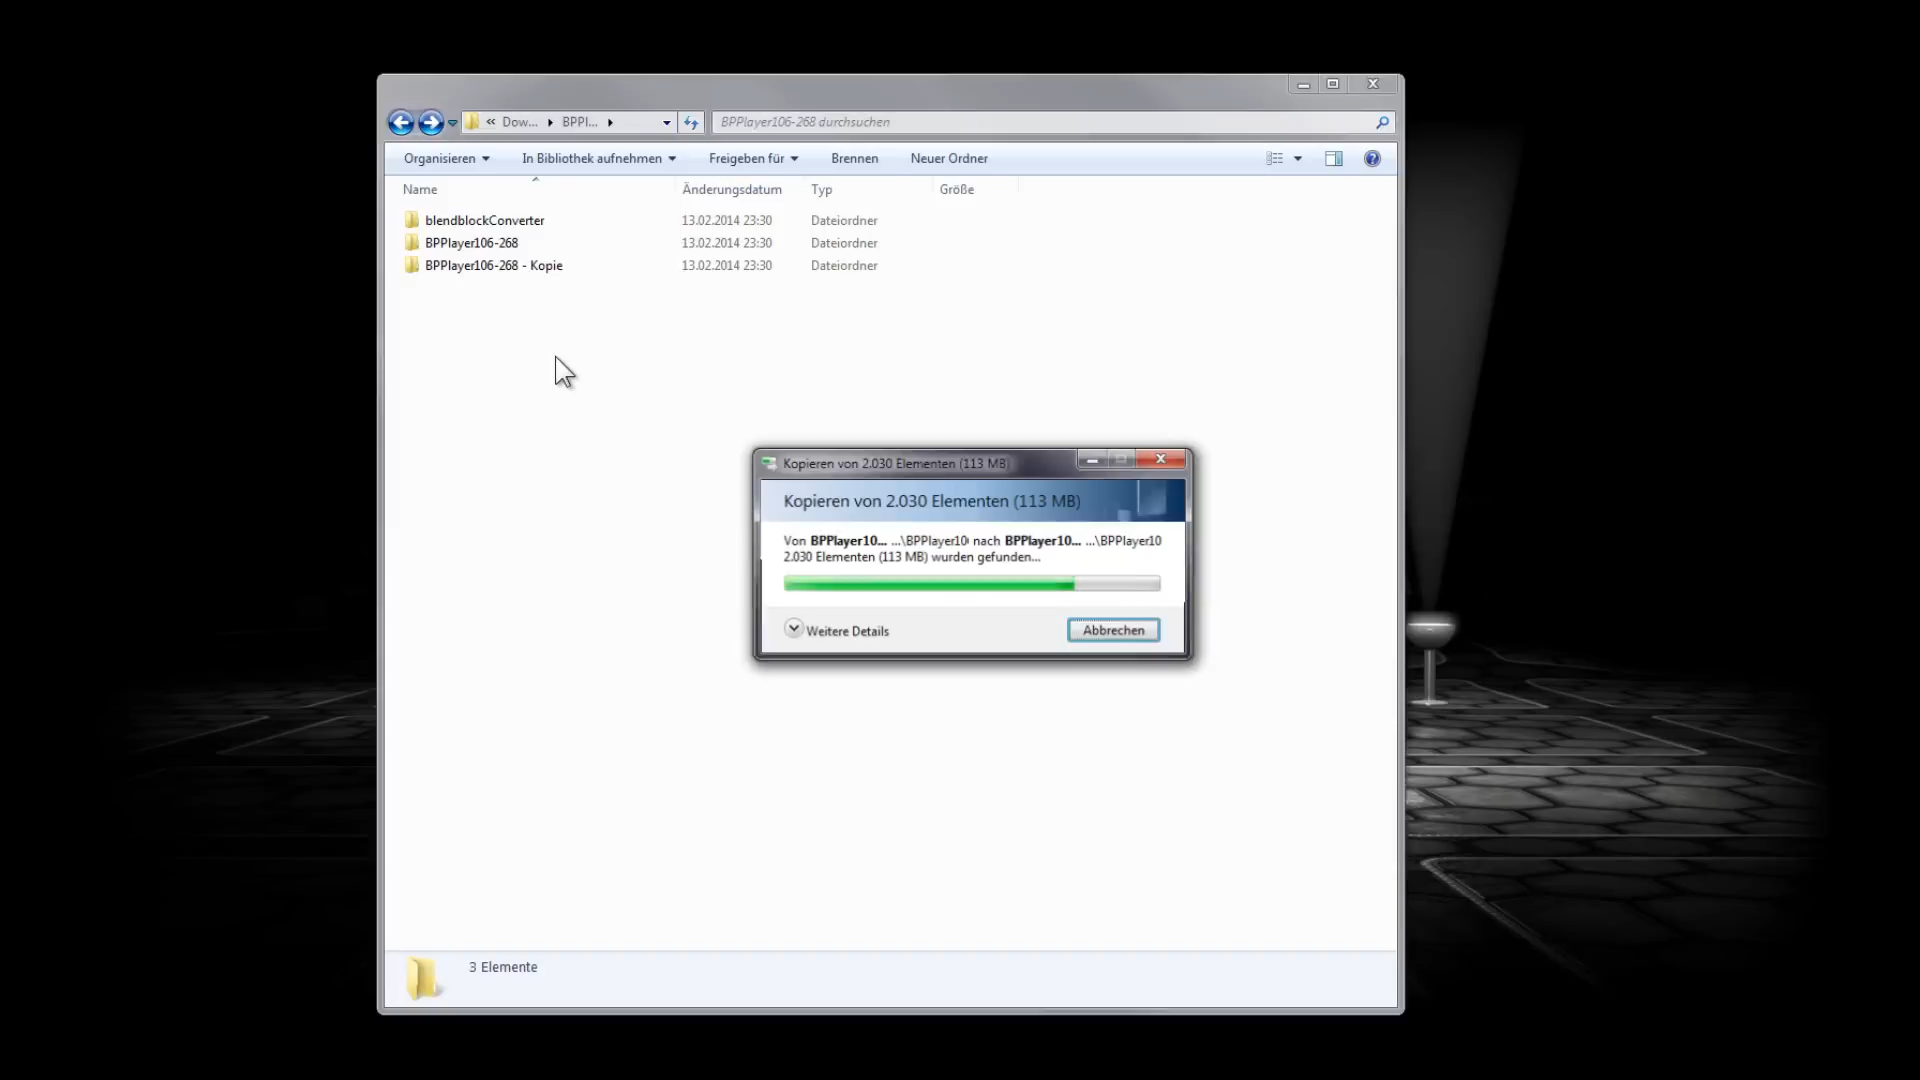 « Dow... BPPl...
BPPlayer106-268 durchsuchen
Organisieren In Bibliothek aufnehmen Freigeben für Brennen Neuer Ordner
Name Änderungsdatum Typ Größe
blendblockConverter 13.02.2014 23:30 Dateiordner
BPPlayer106-268 13.02.2014 23:30 Dateiordner
BPPlayer106-268 - Kopie 13.02.2014 23:30 Dateiordner
Kopieren von 2.030 Elementen (113 MB)
Kopieren von 2.030 Elementen (113 MB)
Von BPPlayer10... ...\BPPlayer10 nach BPPlayer10... ...\BPPlayer10
2.030 Elementen (113 MB) wurden gefunden...
Weitere Details
Abbrechen
3 Elemente